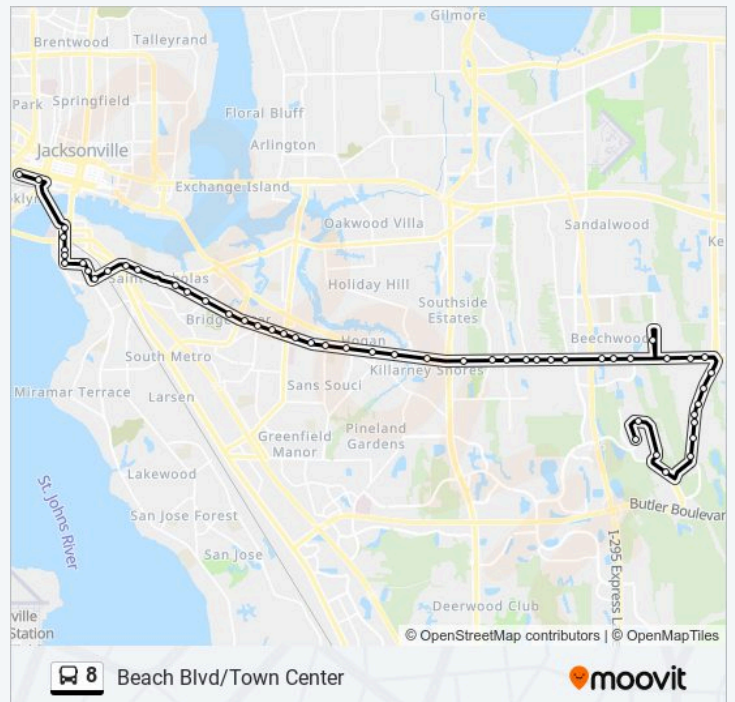 Gilmore
Brentwood
Talleyrand
Park
Springfield
Floral Bluff
Jacksonville
Arlington
Exchange Island
Oakwood Villa
Sandalwood
Ke
Holiday Hill
Southside
Estates
Hogan
Beechwood
South Metro
Killarney Shores
Sans Souci
Miramar Terrace
Larsen
Pineland
Gardens
Greenfield
Manor
Lakewood
St. Johns River
San Jose Forest
Butler Boulevar
San Jose
I-295 Express L
Deerwood Club
ville
Station
© OpenStreetMap contributors | © OpenMapTiles
8 Beach Blvd/Town Center
moovit